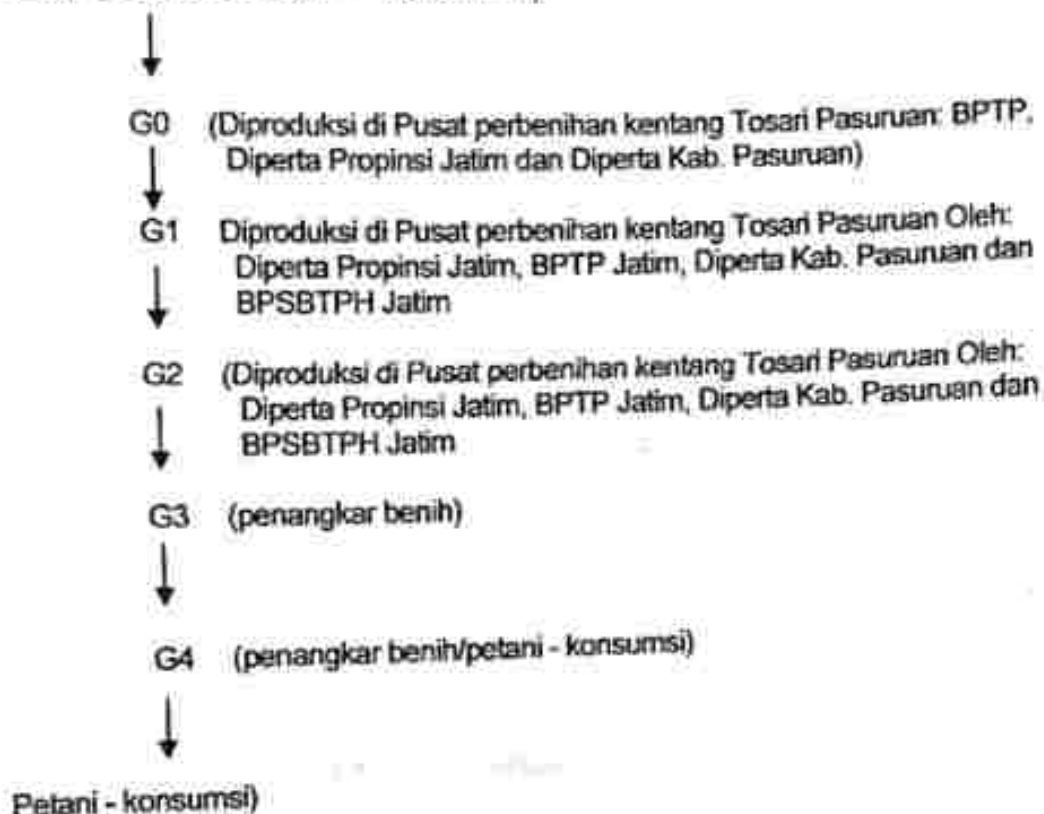 G0 (Diproduksi di Pusat perbenihan kentang Tosari Pasuruan: BPTP,
Diperta Propinsi Jatim dan Diperta Kab. Pasuruan)
G1 Diproduksi di Pusat perbenihan kentang Tosari Pasuruan Oleh:
Diperta Propinsi Jatim, BPTP Jatim, Diperta Kab. Pasuruan dan
BPSBTPH Jatim
G2 (Diproduksi di Pusat perbenihan kentang Tosari Pasuruan Oleh:
Diperta Propinsi Jatim, BPTP Jatim, Diperta Kab. Pasuruan dan
BPSBTPH Jatim
G3 (penangkar benih)
G4 (penangkar benih/petani - konsumsi)
Petani - konsumsi)